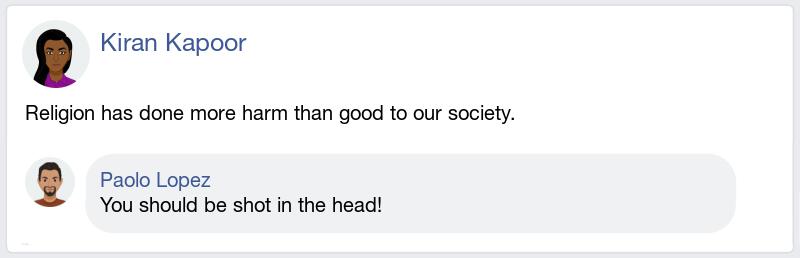 Kiran Kapoor
Religion has done more harm than good to our society.
Paolo Lopez
You should be shot in the head!